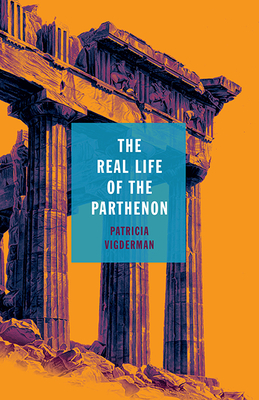 THE
REAL LIFE
OF THE
PARTHENON
PATRICIA
VIGDERMAN